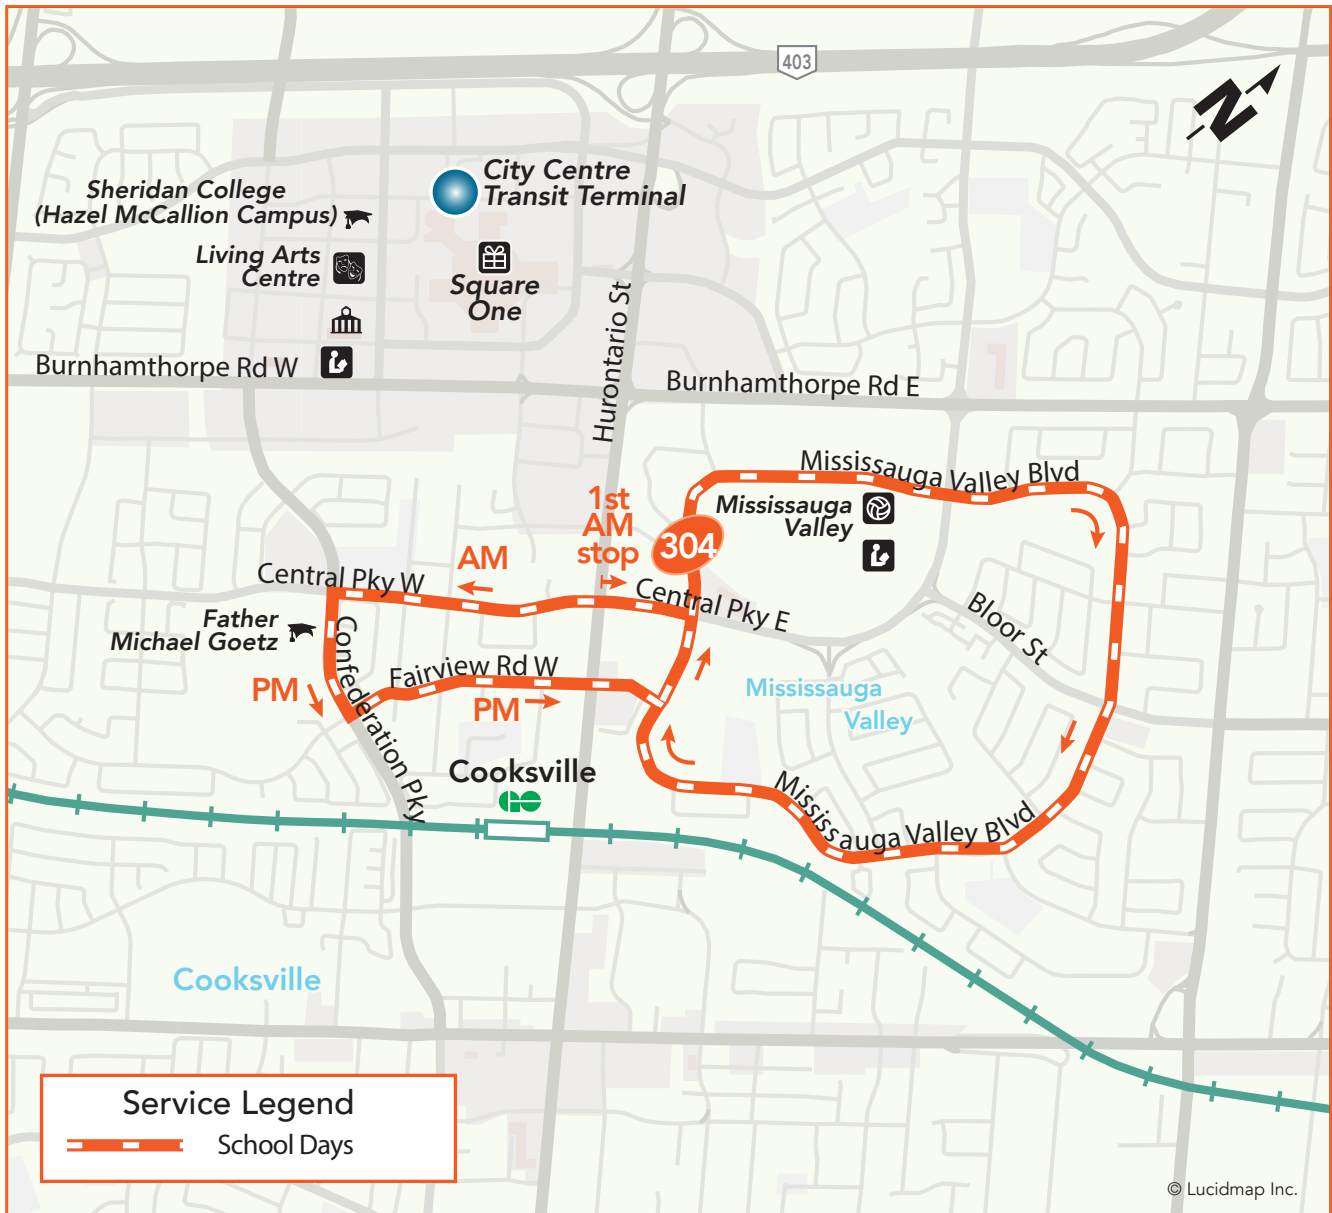 403
N
City Centre
Transit Terminal
Sheridan College
(Hazel McCallion Campus)
Living Arts
Centre
Square
One
Hurontario St
Burnhamthorpe Rd W
Burnhamthorpe Rd E
Mississauga Valley Blvd
1st
AM
stop
Mississauga
Valley
304
AM
Central Pky W
Central Pky E
Bloor St
Father
Michael Goetz
Confederation Pky
Fairview Rd W
PM
PM
Mississauga
Valley
Cooksville
GO
Mississauga Valley Blvd
Cooksville
Service Legend
School Days
© Lucidmap Inc.